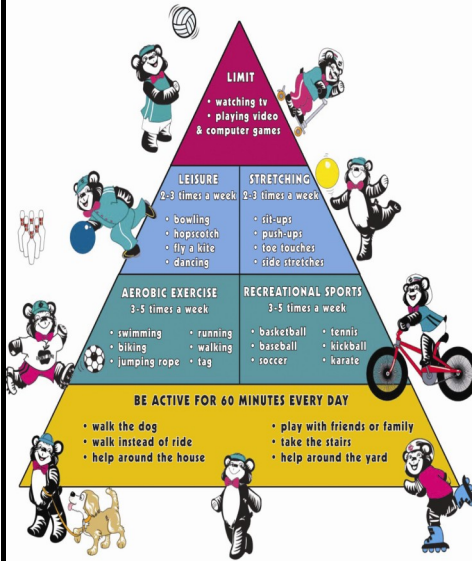 LIMIT
• watching tv
• playing video
& computer games
LEISURE
2-3 times a week
• bowling
• hopscotch
• fly a kite
• dancing
STRETCHING
2-3 times a week
• sit-ups
• push-ups
• toe touches
• side stretches
AEROBIC EXERCISE
3-5 times a week
• swimming
• biking
• jumping rope
• running
• walking
• tag
RECREATIONAL SPORTS
3-5 times a week
• basketball
• baseball
• soccer
• tennis
• kickball
• karate
BE ACTIVE FOR 60 MINUTES EVERY DAY
• walk the dog
• walk instead of ride
• help around the house
• play with friends or family
• take the stairs
• help around the yard